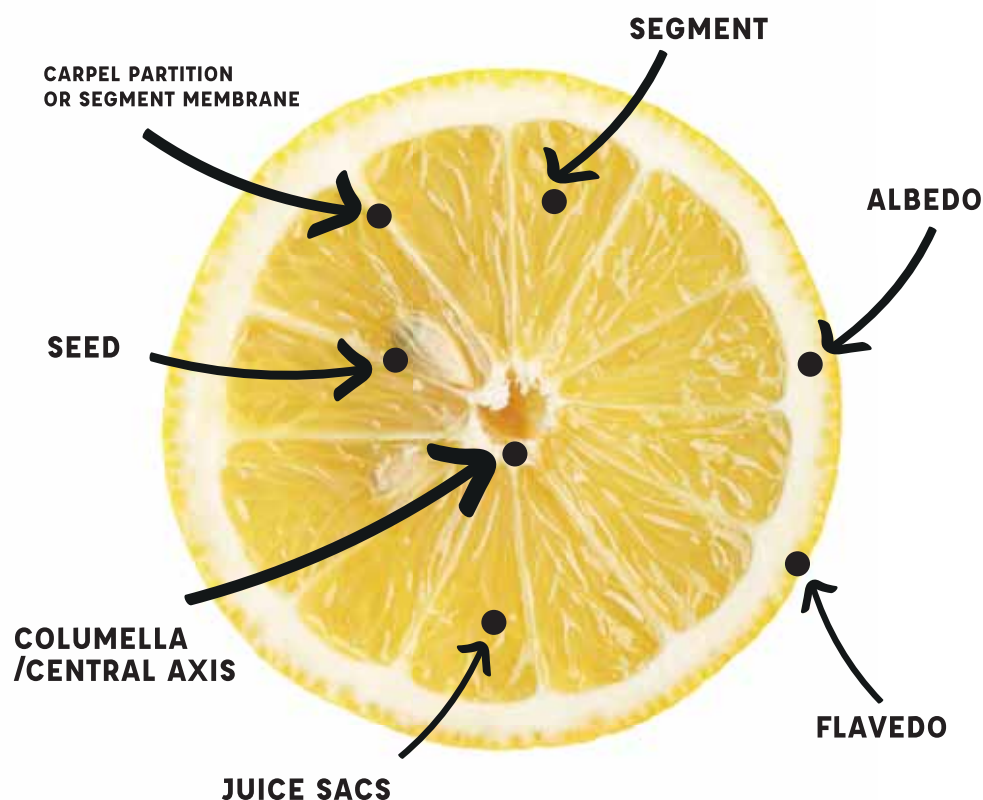 SEGMENT
CARPEL PARTITION
OR SEGMENT MEMBRANE
ALBEDO
SEED
COLUMELLA
/CENTRAL AXIS
FLAVEDO
JUICE SACS